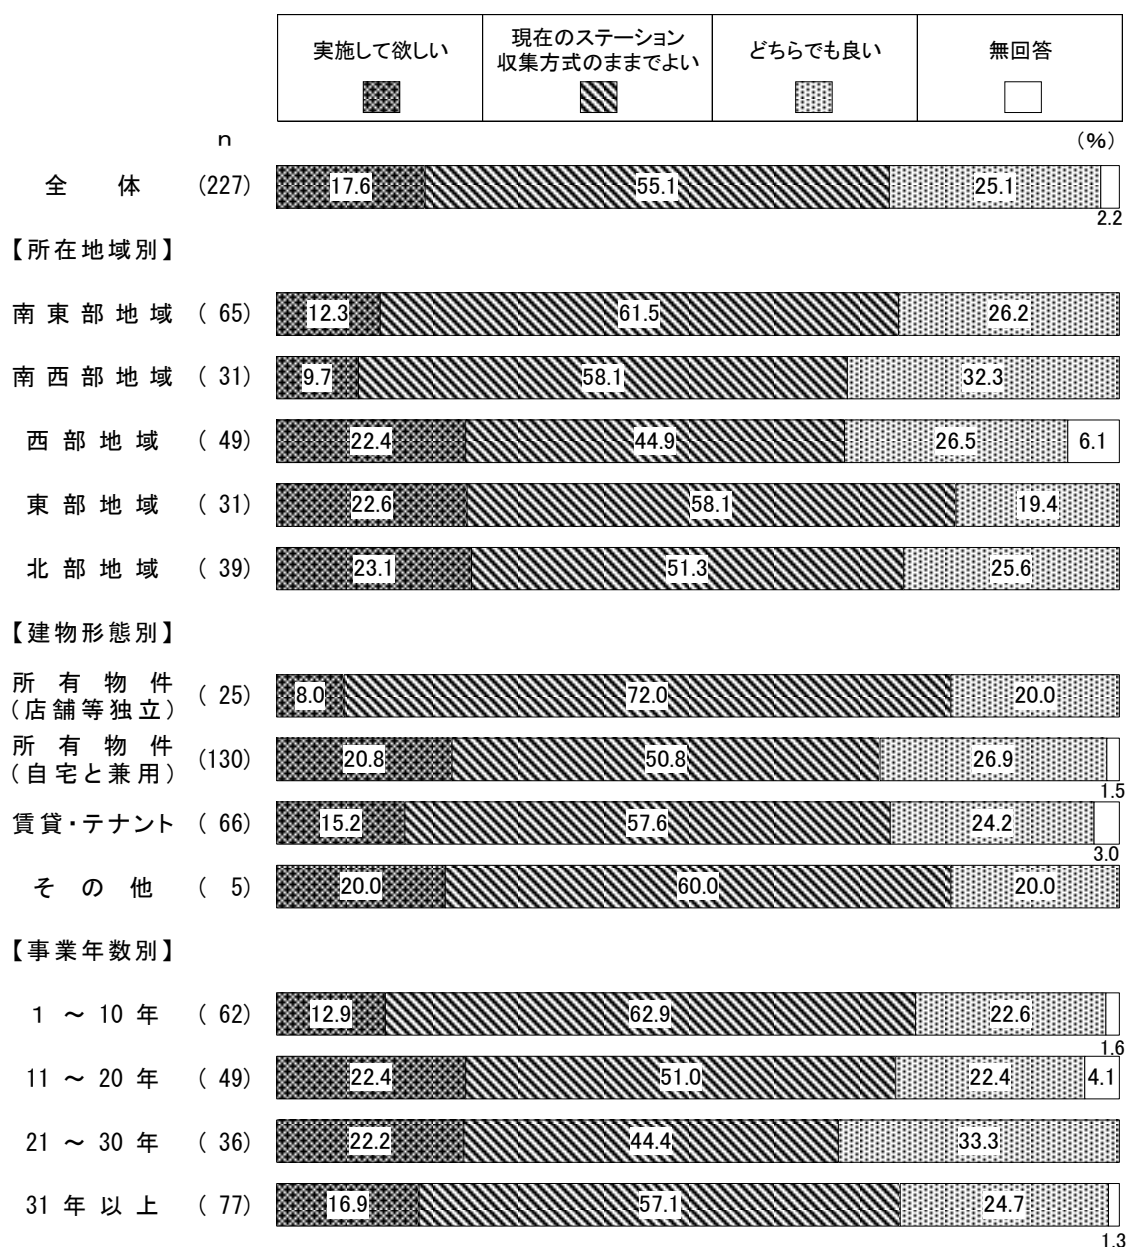 実施して欲しい
現在のステーション
収集方式のままでよい
どちらでも良い
無回答
n
(%)
全 体 (227) 17.6 55.1 25.1
2.2
【所在地域別】
南東部地域 ( 65) 12.3 61.5 26.2
南西部地域 ( 31) 9.7 58.1 32.3
西部地域 ( 49) 22.4 44.9 26.5 6.1
東部地域 ( 31) 22.6 58.1 19.4
北部地域 ( 39) 23.1 51.3 25.6
【建物形態別】
所有物件
(店舗等独立) ( 25) 8.0 72.0 20.0
所有物件
(自宅と兼用) (130) 20.8 50.8 26.9
1.5
賃貸・テナント ( 66) 15.2 57.6 24.2
3.0
その他 ( 5) 20.0 60.0 20.0
【事業年数別】
1 ～ 10 年 ( 62) 12.9 62.9 22.6
1.6
11 ～ 20 年 ( 49) 22.4 51.0 22.4 4.1
21 ～ 30 年 ( 36) 22.2 44.4 33.3
31 年 以 上 ( 77) 16.9 57.1 24.7
1.3